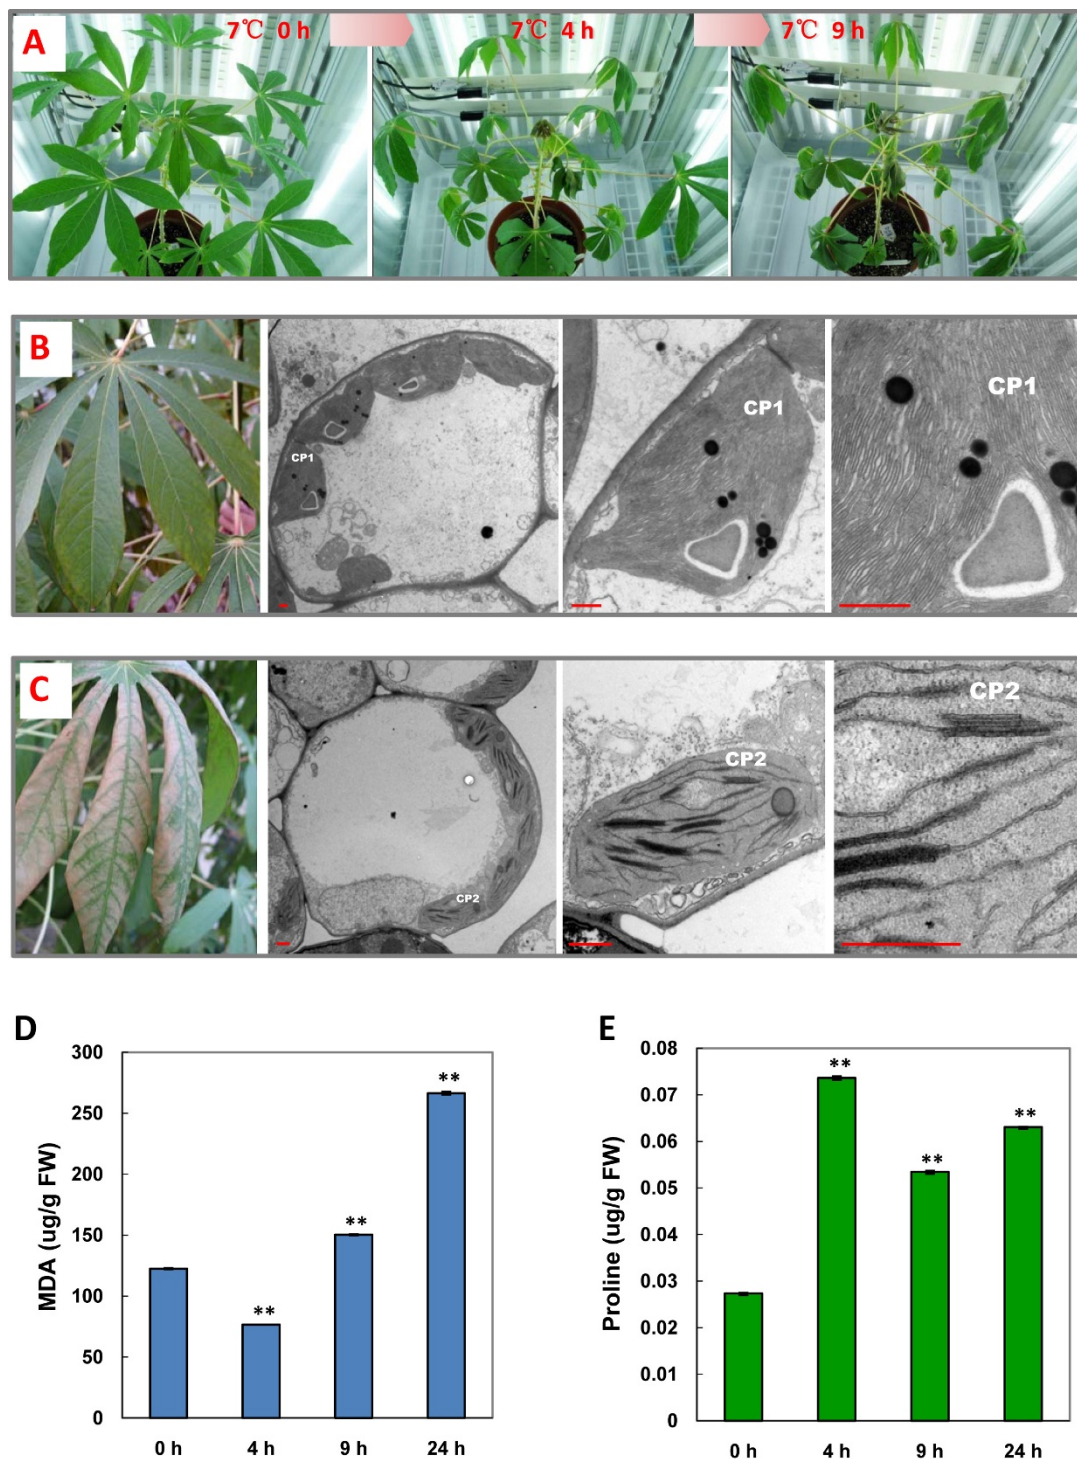 A
7℃ 0 h
7℃ 4 h
7℃ 9 h
B
CP1
CP1
CP1
C
CP2
CP2
CP2
D
300
250
200
150
100
50
0
MDA (ug/g FW)
**
**
**
0 h 4 h 9 h 24 h
E
0.08
0.07
0.06
0.05
0.04
0.03
0.02
0.01
0
Proline (ug/g FW)
**
**
**
0 h 4 h 9 h 24 h